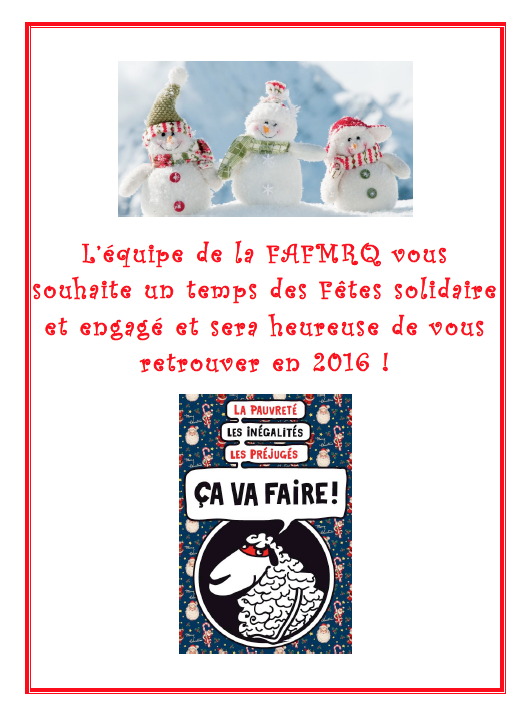 L'équipe de la FAFMRQ vous
souhaite un temps des Fêtes solidaire
et engagé et sera heureuse de vous
retrouver en 2016 !
LA PAUVRETÉ
LES iNÉGALiTÉS
LES PRÉJUGÉS
ÇA VA FAiRE!